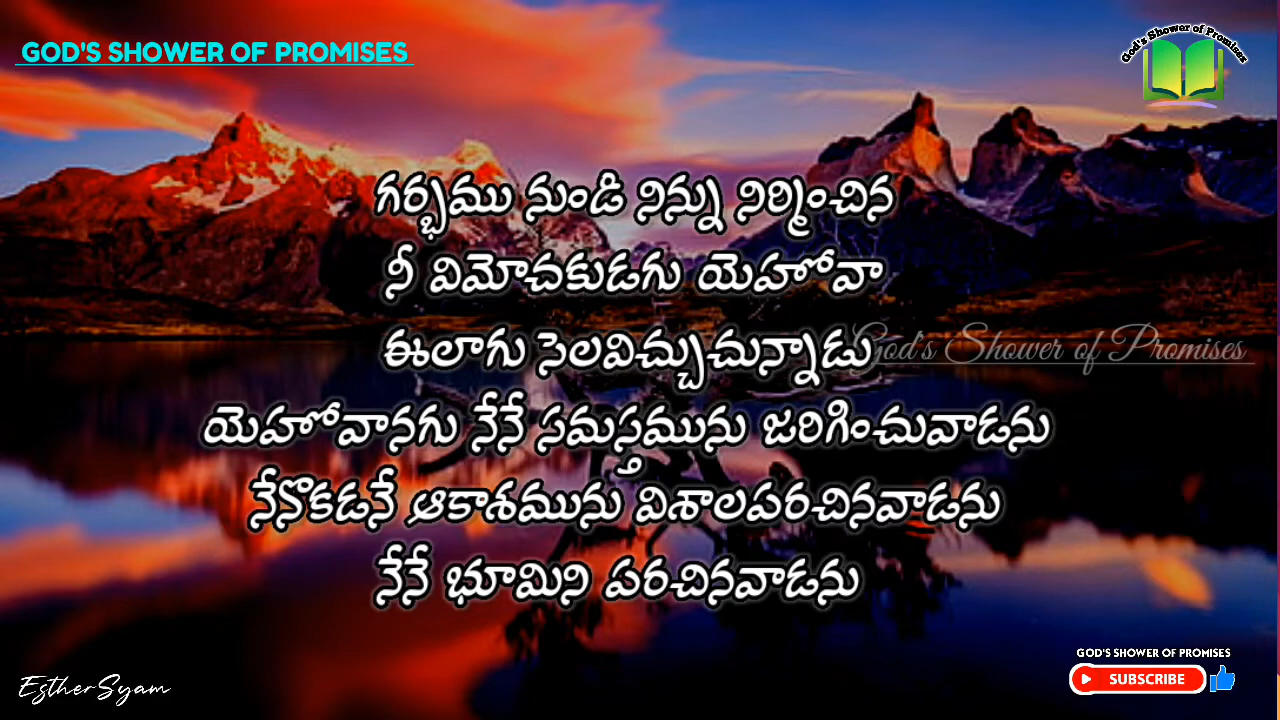 GOD'S SHOWER OF PROMISES
God's Shower of Promises
గర్భము నుండి నిన్ను నిర్మించిన
నీ విమోచకుడగు యెహోవా
ఈలాగు సెలవిచ్చుచున్నాడు
God's Shower of Promises
యెహోవానగు నేనే సమస్తమును జరిగించువాడను
నేనొకడనే ఆకాశమును విశాలపరచినవాడను
నేనే భూమిని పరచినవాడను
GOD'S SHOWER OF PROMISES
SUBSCRIBE
EstherSyam